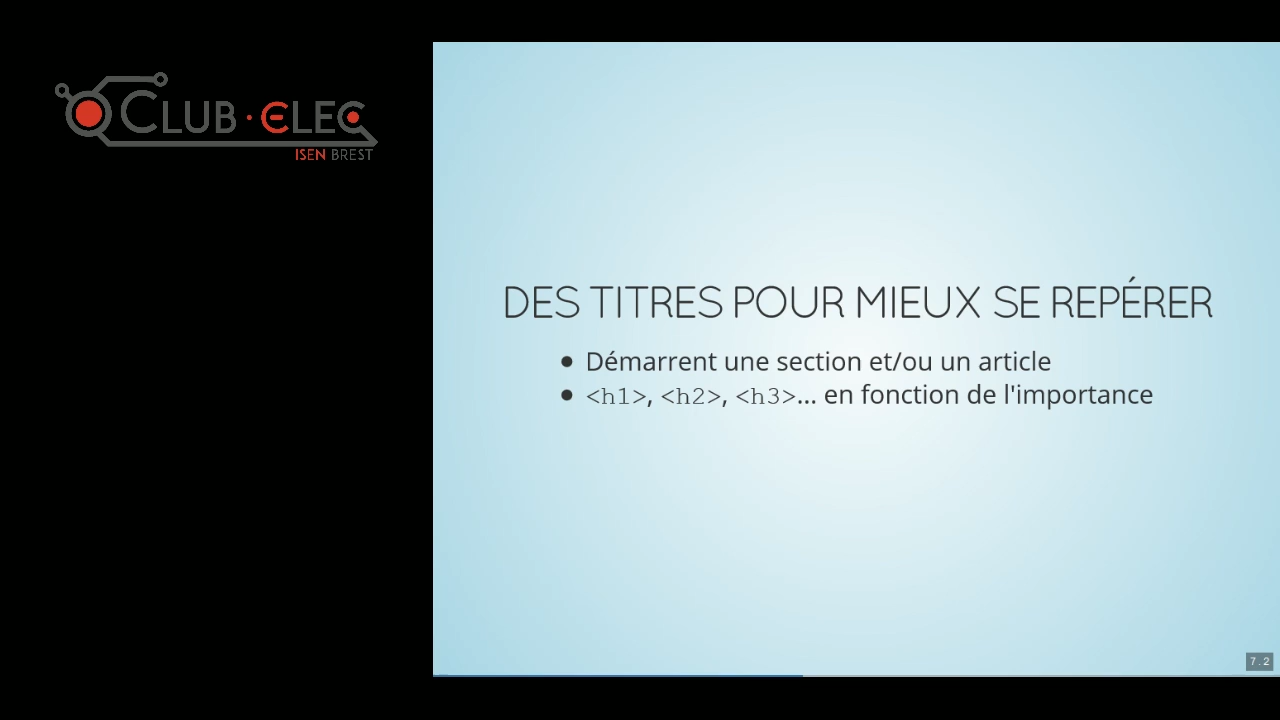 CLUB·ELEC
ISEN BREST
DES TITRES POUR MIEUX SE REPÉRER
Démarrent une section et/ou un article
<h1>, <h2>, <h3>... en fonction de l'importance
7.2